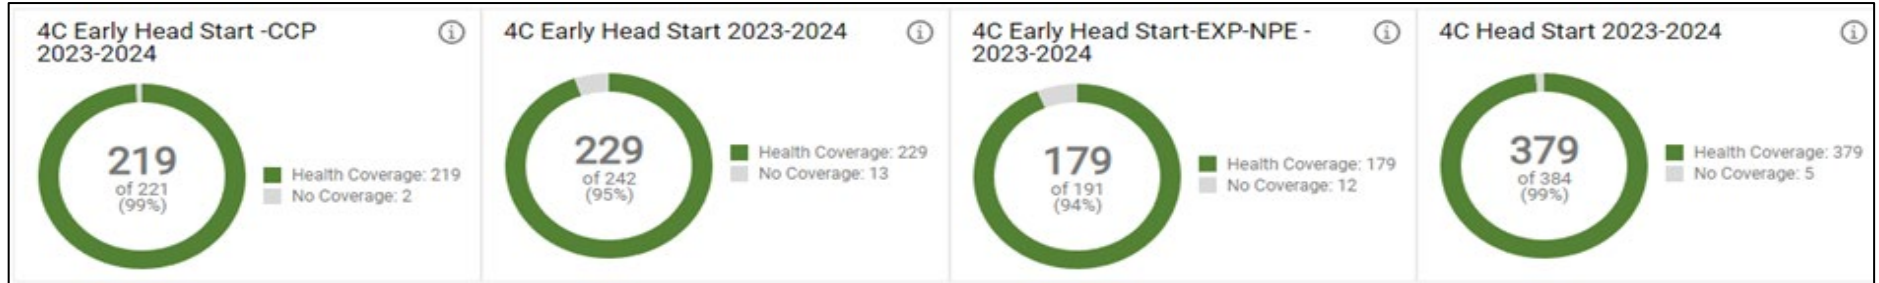 4C Early Head Start -CCP
2023-2024
219
of 221
(99%)
Health Coverage: 219
No Coverage: 2
4C Early Head Start 2023-2024
229
of 242
(95%)
Health Coverage: 229
No Coverage: 13
4C Early Head Start-EXP-NPE -
2023-2024
179
of 191
(94%)
Health Coverage: 179
No Coverage: 12
4C Head Start 2023-2024
379
of 384
(99%)
Health Coverage: 379
No Coverage: 5